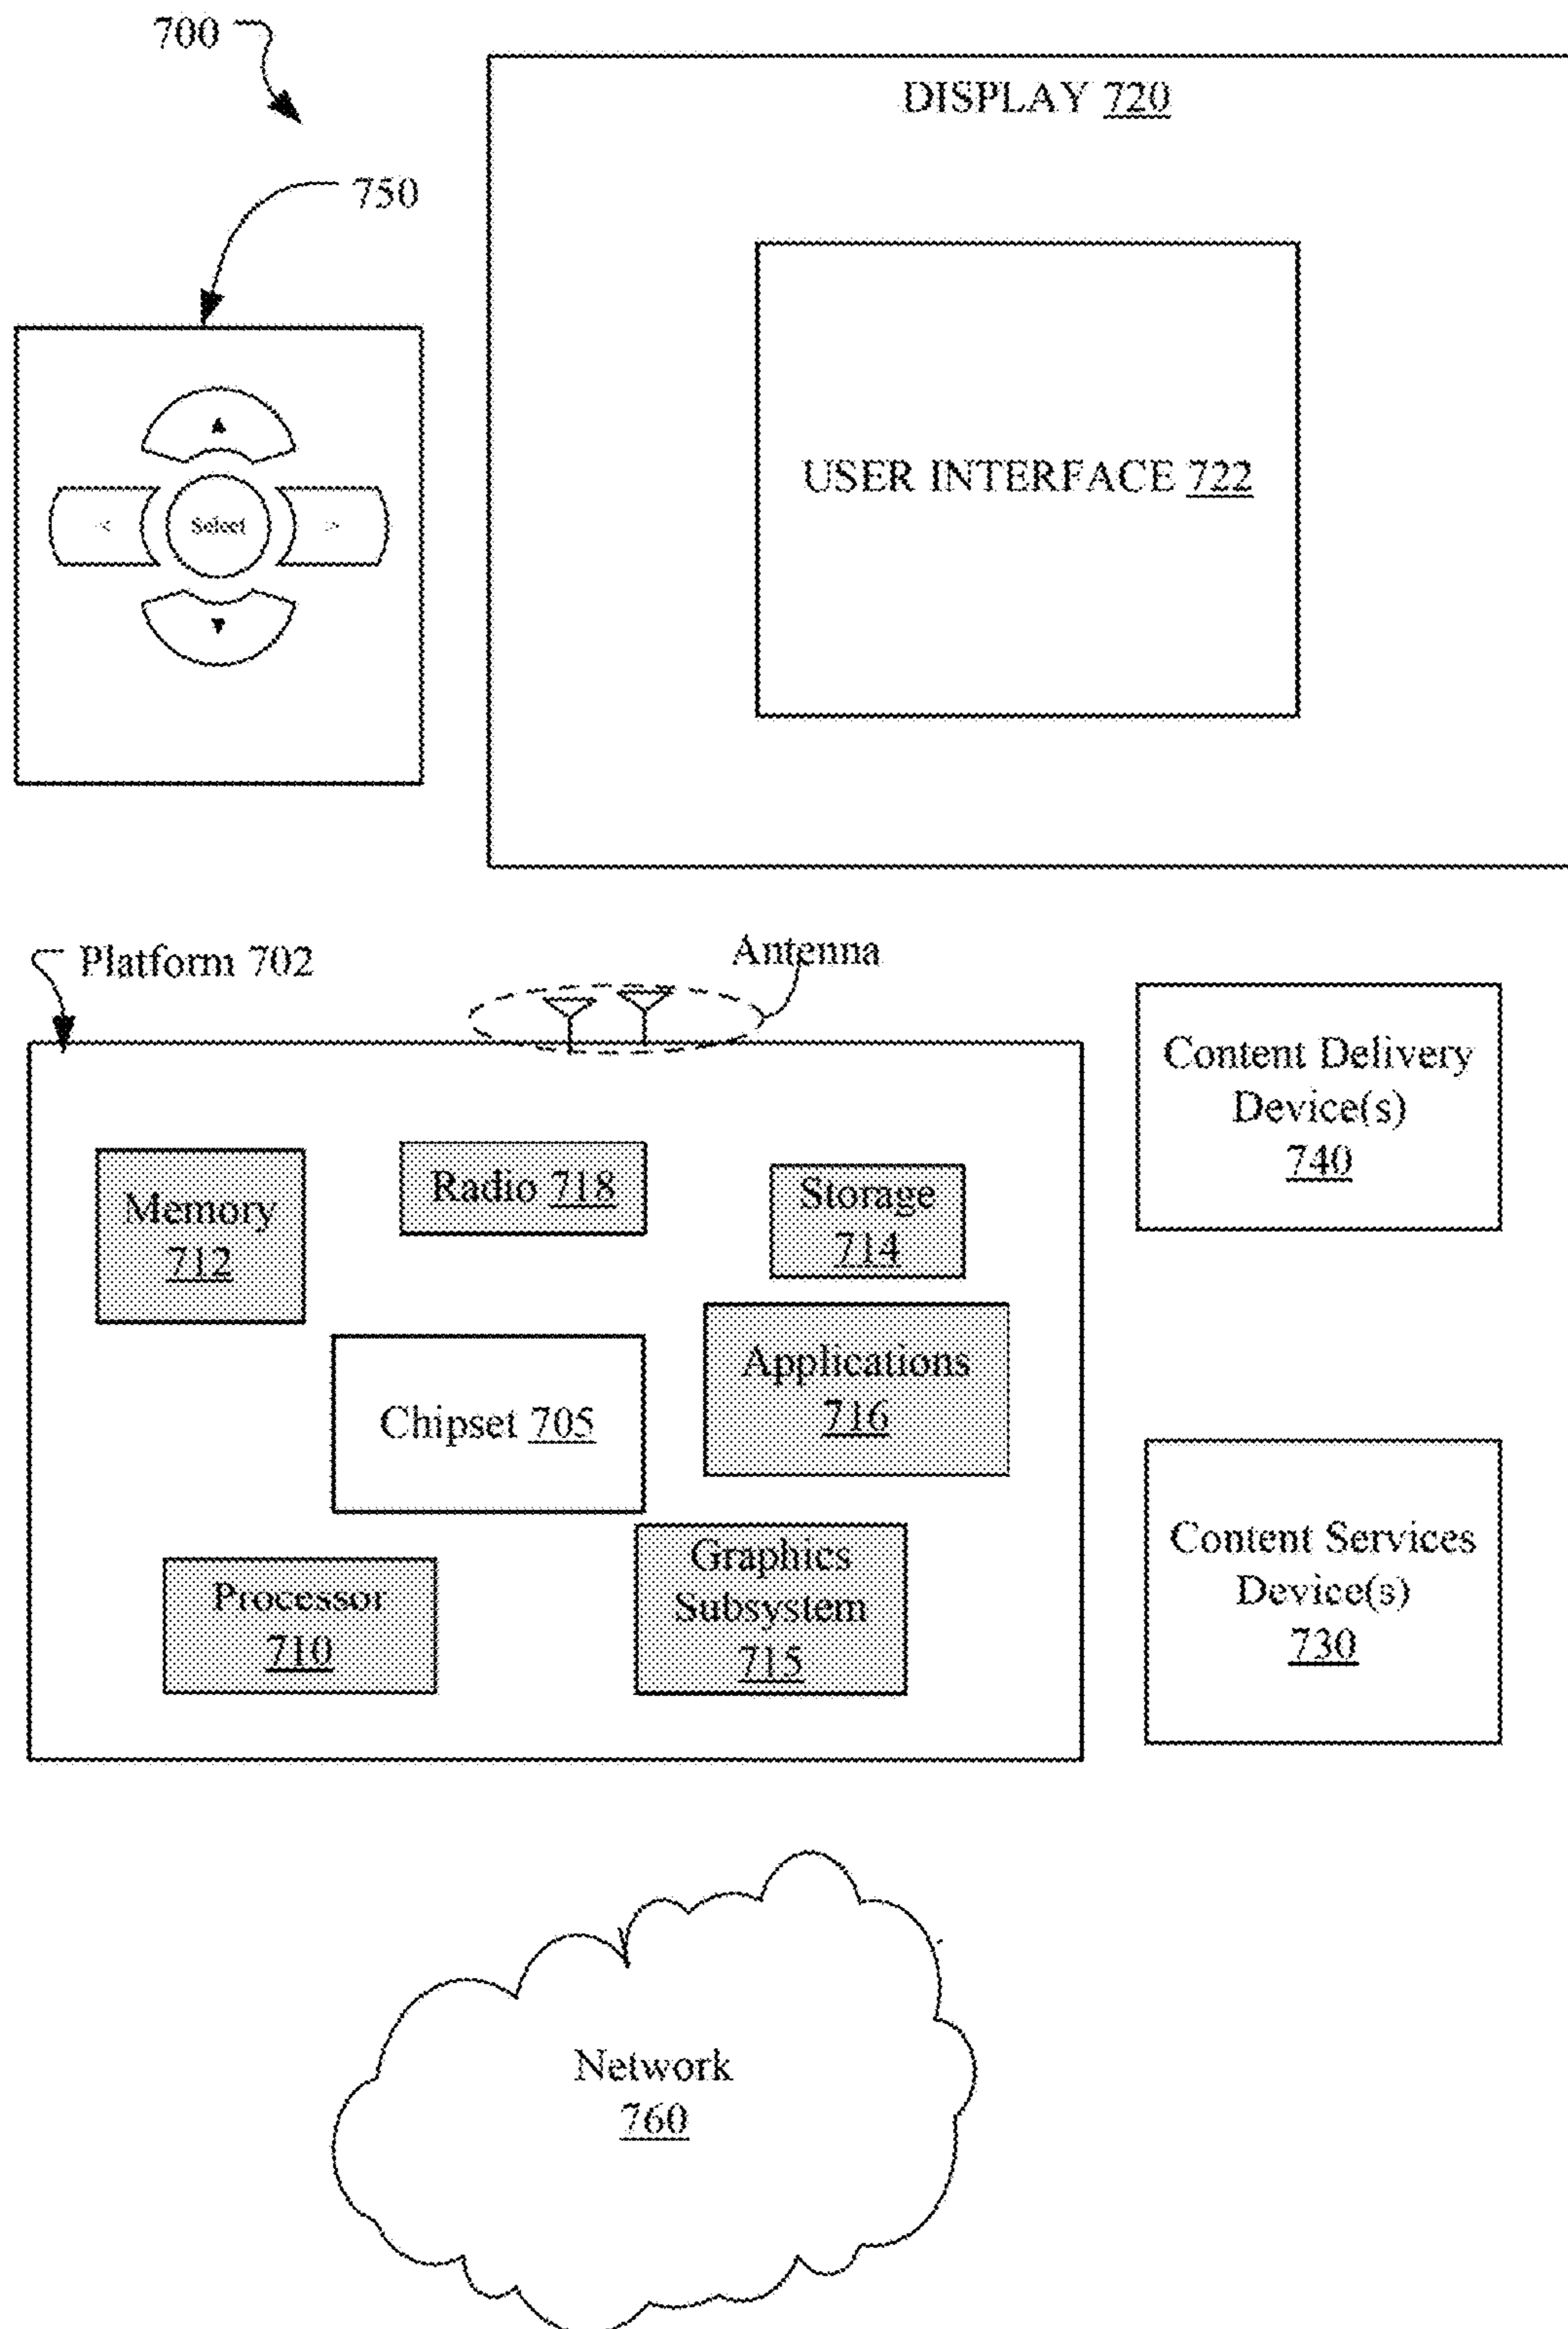 700
DISPLAY 720
750
USER INTERFACE 722
<
Select
>
Platform 702
Antenna
Content Delivery
Device(s)
740
Memory
712
Radio 718
Storage
714
Chipset 705
Applications
716
Content Services
Device(s)
730
Processor
710
Graphics
Subsystem
715
Network
760